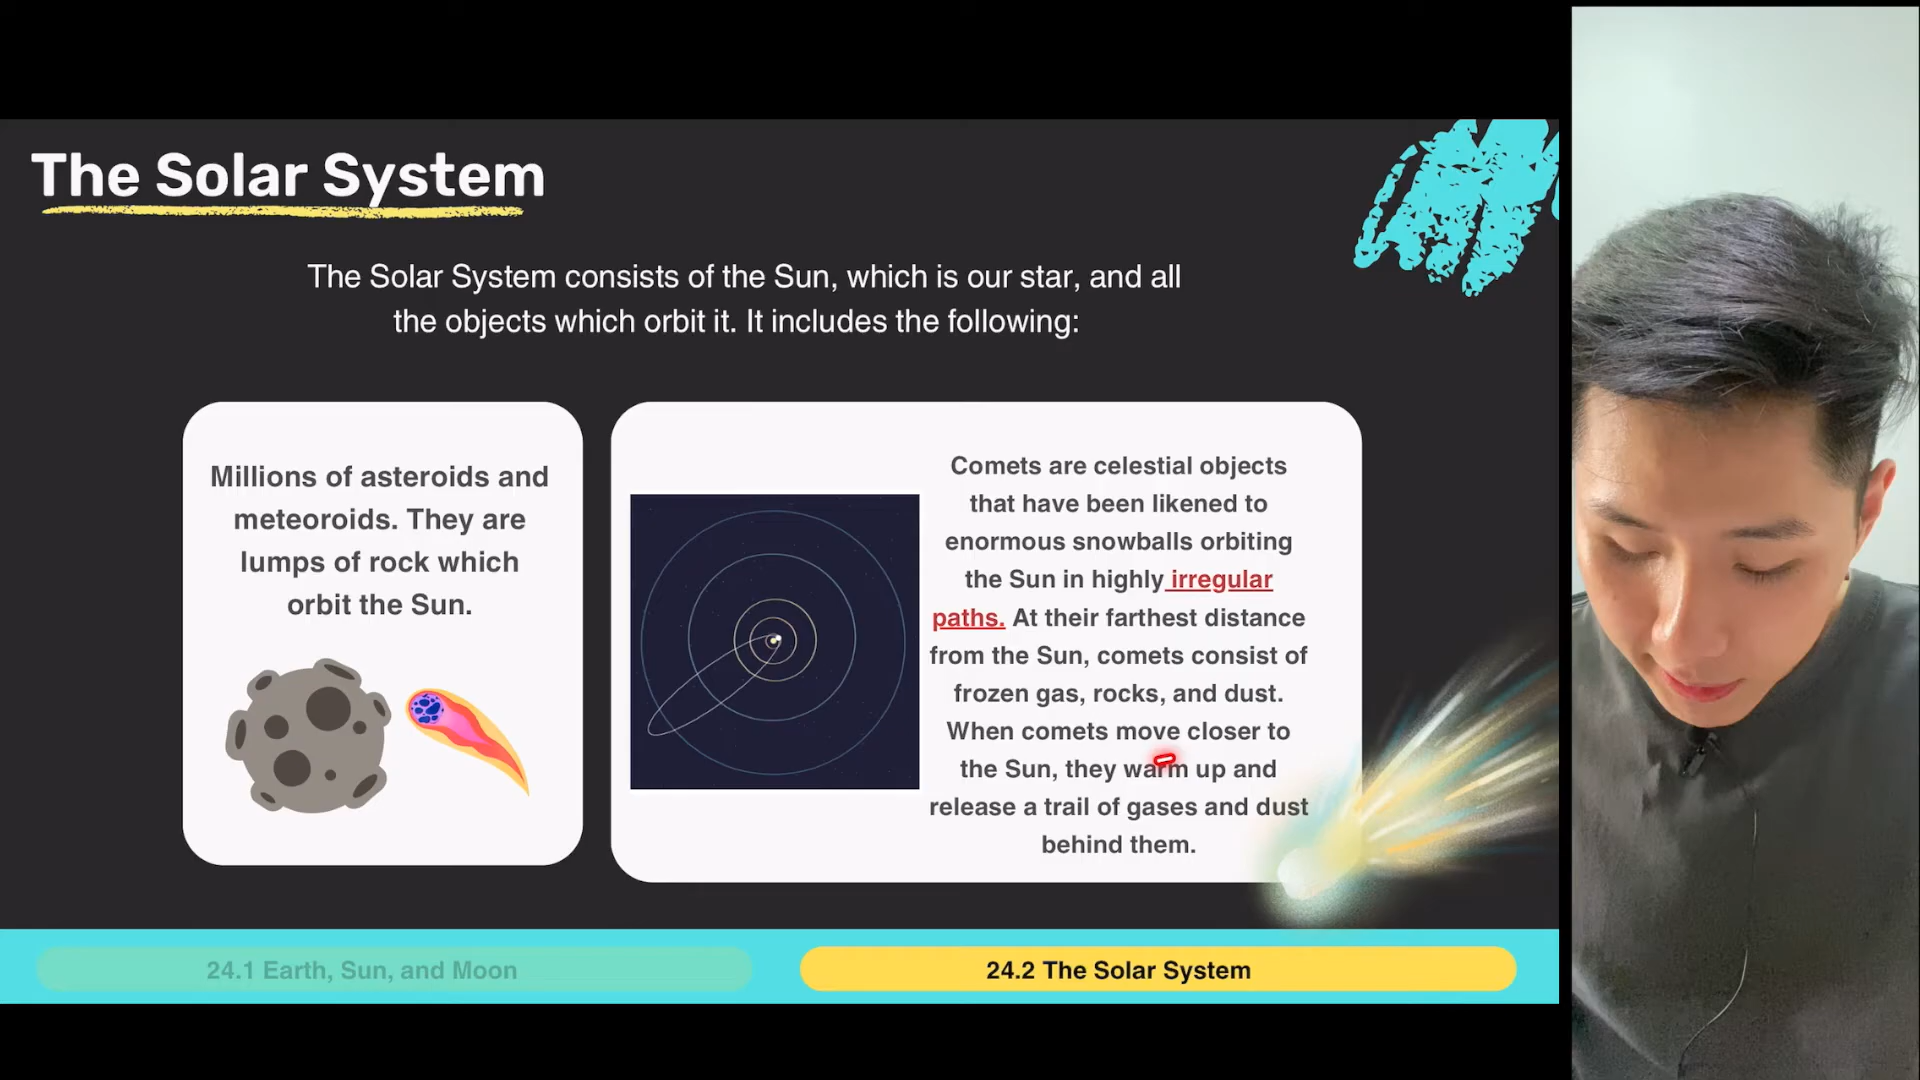 The Solar System
The Solar System consists of the Sun, which is our star, and all
the objects which orbit it. It includes the following:
Millions of asteroids and
meteoroids. They are
lumps of rock which
orbit the Sun.
Comets are celestial objects
that have been likened to
enormous snowballs orbiting
the Sun in highly irregular
paths. At their farthest distance
from the Sun, comets consist of
frozen gas, rocks, and dust.
When comets move closer to
the Sun, they warm up and
release a trail of gases and dust
behind them.
24.1 Earth, Sun, and Moon
24.2 The Solar System